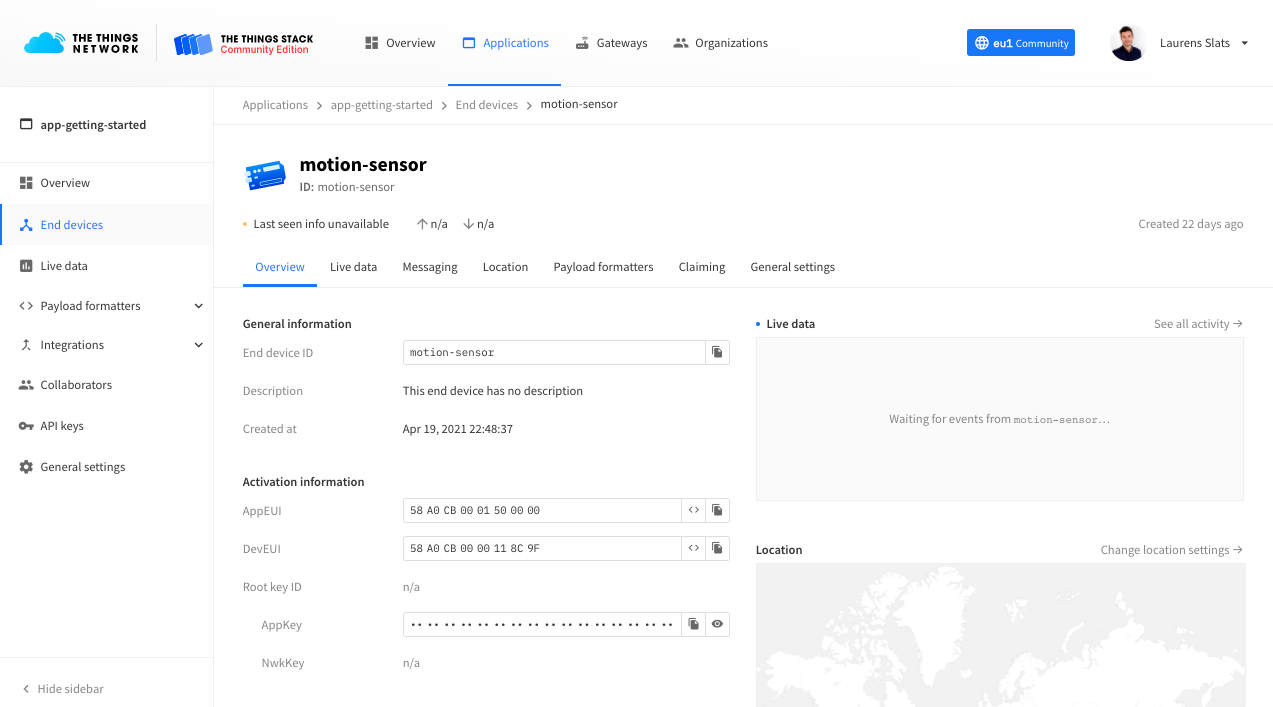 THE THINGS
NETWORK
THE THINGS STACK
Community Edition
Overview
Applications
Gateways
Organizations
eu1 Community
Laurens Slats
app-getting-started
Overview
End devices
Live data
Payload formatters
Integrations
Collaborators
API keys
General settings
Hide sidebar
Applications > app-getting-started > End devices > motion-sensor
motion-sensor
ID: motion-sensor
Last seen info unavailable ↑ n/a ↓ n/a
Created 22 days ago
Overview Live data Messaging Location Payload formatters Claiming General settings
General information
End device ID motion-sensor
Description This end device has no description
Created at Apr 19, 2021 22:48:37
Activation information
AppEUI 58 A0 CB 00 01 50 00 00
DevEUI 58 A0 CB 00 00 11 8C 9F
Root key ID n/a
AppKey •• •• •• •• •• •• •• •• •• •• •• •• •• •• •• ••
NwkKey n/a
Live data
See all activity →
Waiting for events from motion-sensor...
Location
Change location settings →